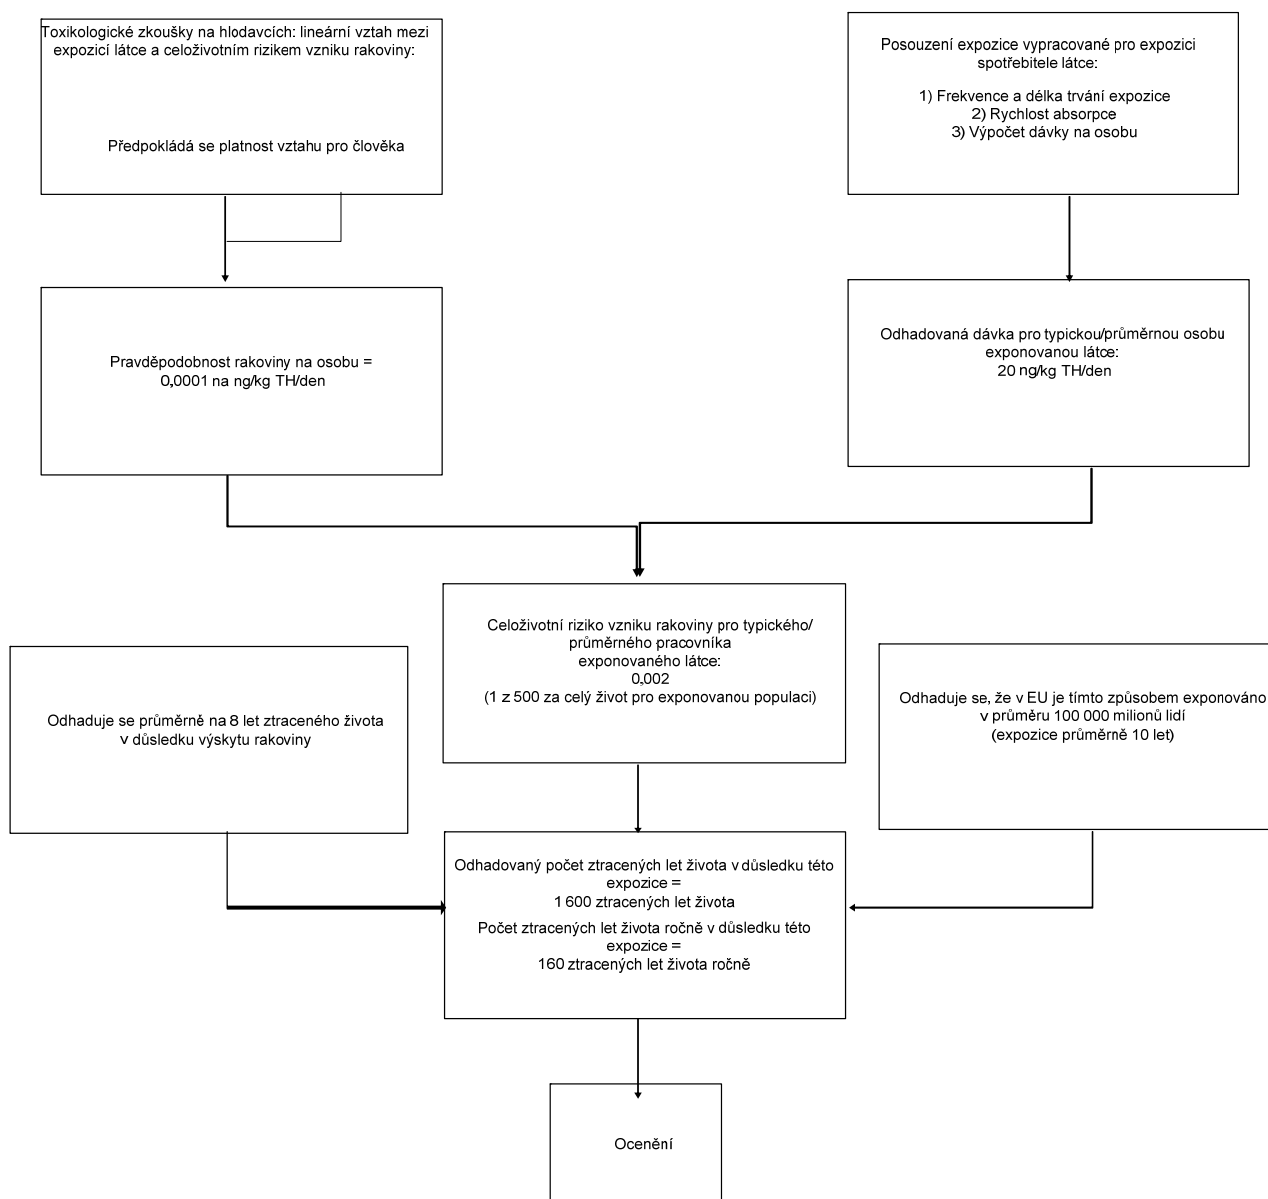 Toxikologické zkoušky na hlodavcích: lineární vztah mezi
expozicí látce a celoživotním rizikem vzniku rakoviny:
Předpokládá se platnost vztahu pro člověka
Posouzení expozice vypracované pro expozici
spotřebitele látce:
1) Frekvence a délka trvání expozice
2) Rychlost absorpce
3) Výpočet dávky na osobu
Pravděpodobnost rakoviny na osobu =
0,0001 na ng/kg TH/den
Odhadovaná dávka pro typickou/průměrnou osobu
exponovanou látce:
20 ng/kg TH/den
Celoživotní riziko vzniku rakoviny pro typického/
průměrného pracovníka
exponovaného látce:
0,002
(1 z 500 za celý život pro exponovanou populaci)
Odhaduje se průměrně na 8 let ztraceného života
v důsledku výskytu rakoviny
Odhaduje se, že v EU je tímto způsobem exponováno
v průměru 100 000 milionů lidí
(expozice průměrně 10 let)
Odhadovaný počet ztracených let života v důsledku této
expozice =
1 600 ztracených let života
Počet ztracených let života ročně v důsledku této
expozice =
160 ztracených let života ročně
Ocenění